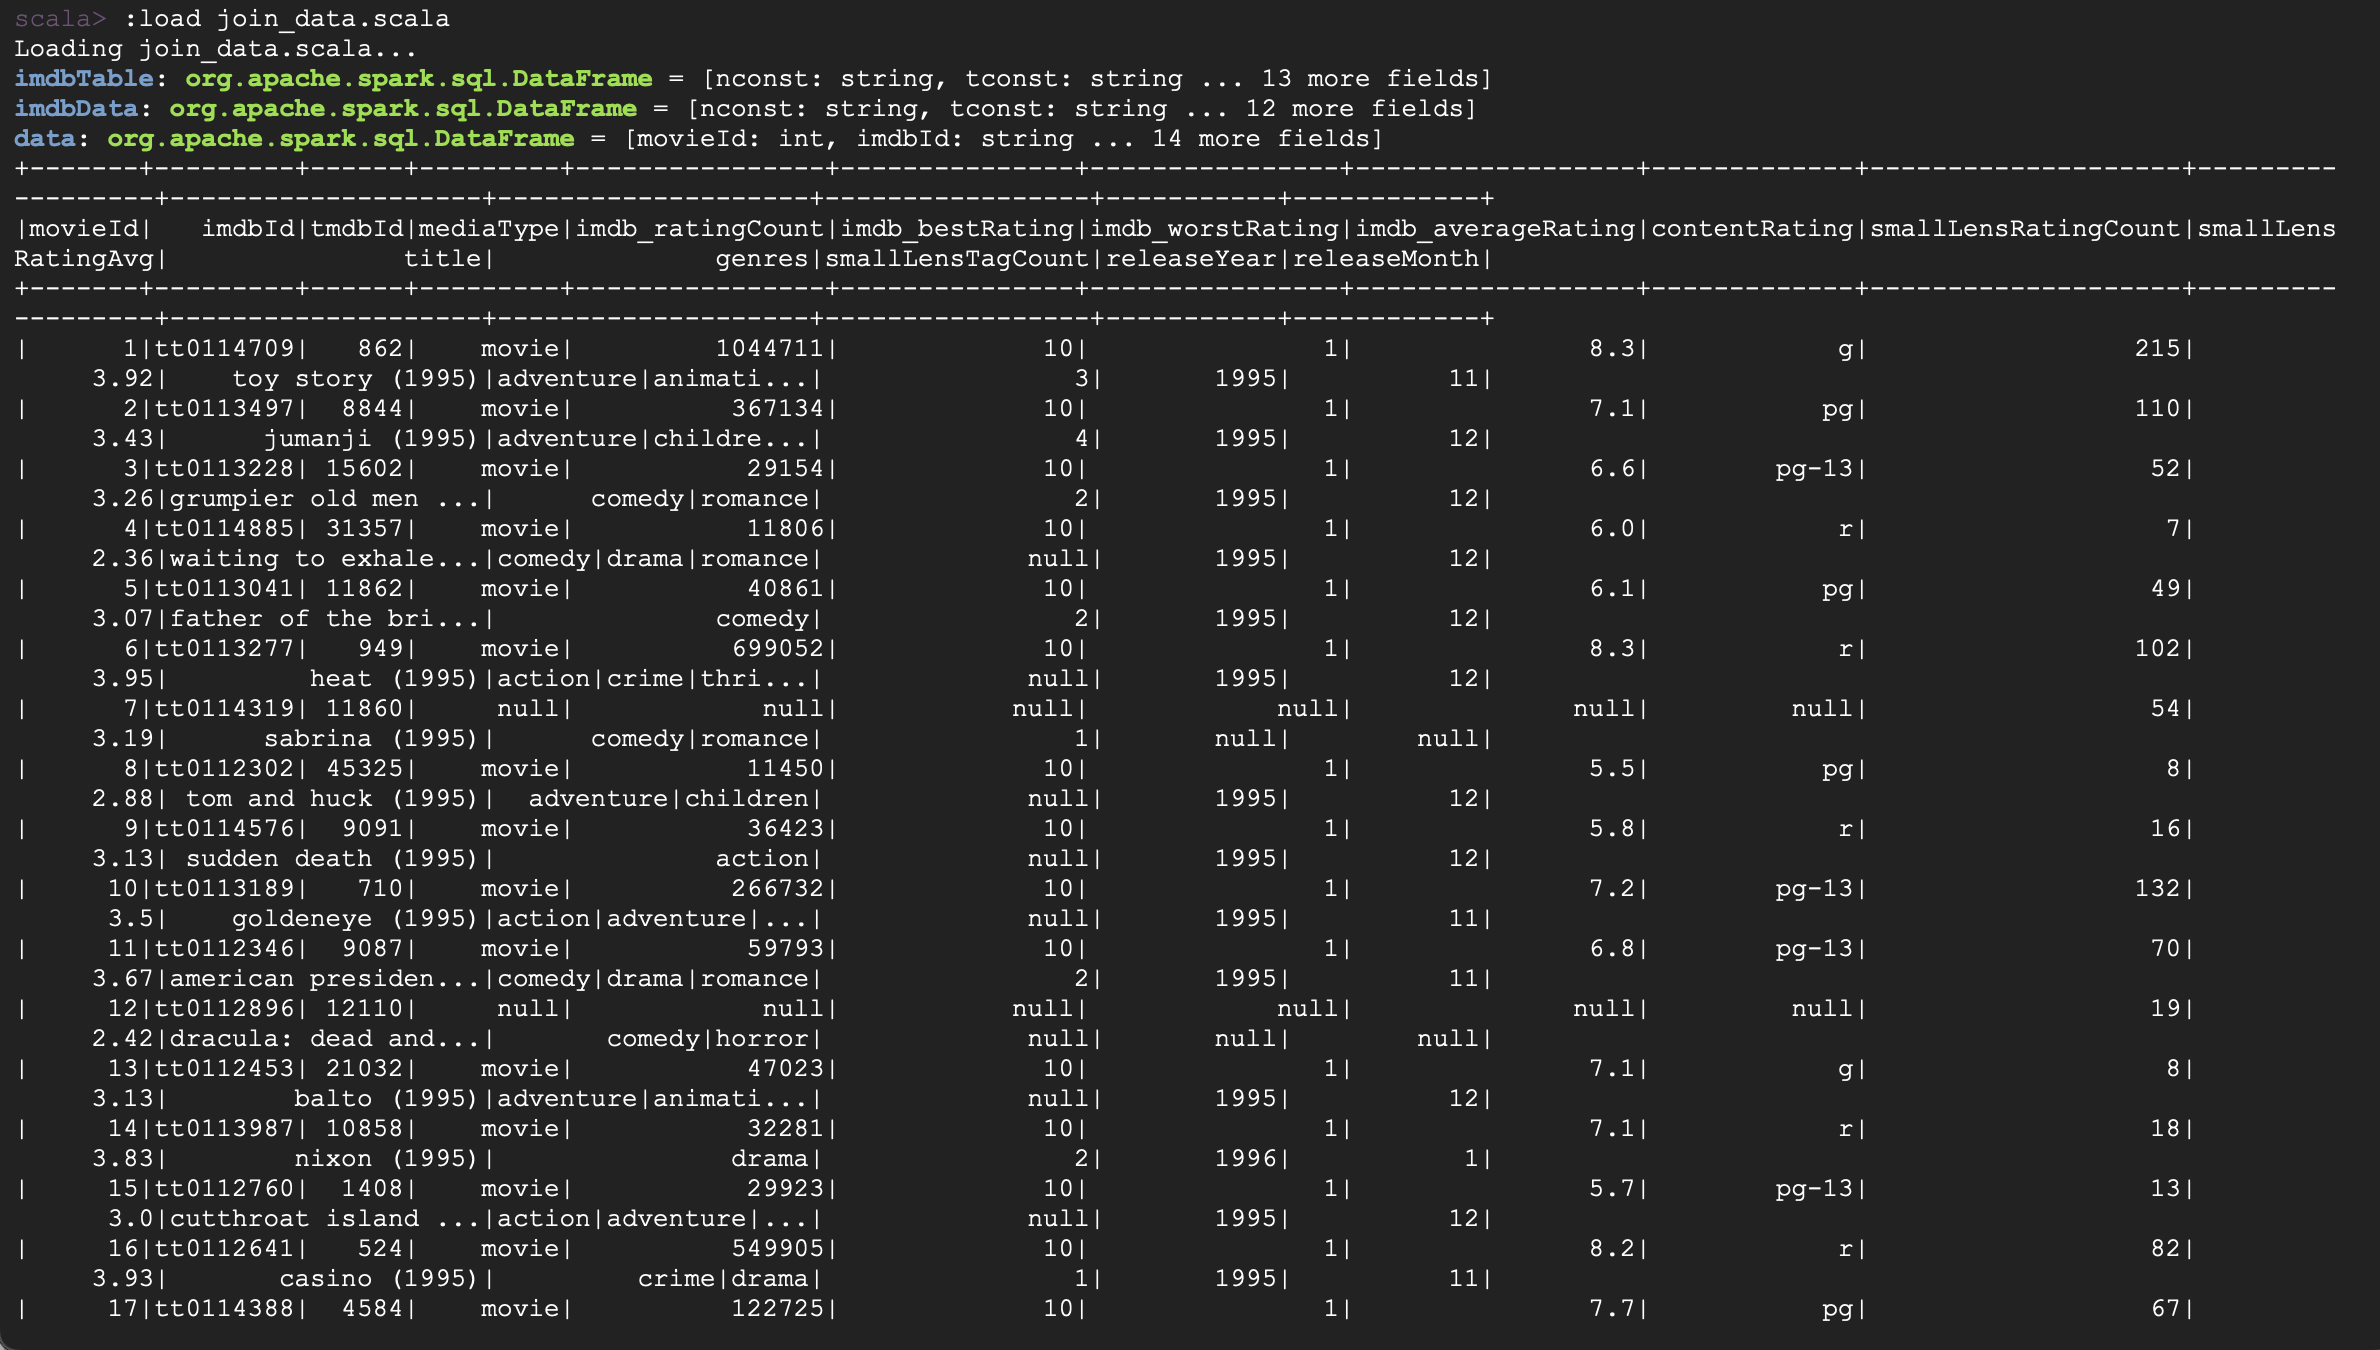 scala> :load join_data.scala
Loading join_data.scala...
imdbTable: org.apache.spark.sql.DataFrame = [nconst: string, tconst: string ... 13 more fields]
imdbData: org.apache.spark.sql.DataFrame = [nconst: string, tconst: string ... 12 more fields]
data: org.apache.spark.sql.DataFrame = [movieId: int, imdbId: string ... 14 more fields]
+-------+---------+------+---------+----------------+---------------+----------------+------------------+-------------+--------------------+---------
---------+--------------------+--------------------+-----------------+-----------+------------+
|movieId|   imdbId|tmdbId|mediaType|imdb_ratingCount|imdb_bestRating|imdb_worstRating|imdb_averageRating|contentRating|smallLensRatingCount|smallLens
RatingAvg|               title|              genres|smallLensTagCount|releaseYear|releaseMonth|
+-------+---------+------+---------+----------------+---------------+----------------+------------------+-------------+--------------------+---------
---------+--------------------+--------------------+-----------------+-----------+------------+
|      1|tt0114709|   862|    movie|         1044711|             10|               1|               8.3|            g|                 215|
     3.92|    toy story (1995)|adventure|animati...|                3|       1995|          11|
|      2|tt0113497|  8844|    movie|          367134|             10|               1|               7.1|           pg|                 110|
     3.43|      jumanji (1995)|adventure|childre...|                4|       1995|          12|
|      3|tt0113228| 15602|    movie|           29154|             10|               1|               6.6|        pg-13|                  52|
     3.26|grumpier old men ...|      comedy|romance|                2|       1995|          12|
|      4|tt0114885| 31357|    movie|           11806|             10|               1|               6.0|            r|                   7|
     2.36|waiting to exhale...|comedy|drama|romance|             null|       1995|          12|
|      5|tt0113041| 11862|    movie|           40861|             10|               1|               6.1|           pg|                  49|
     3.07|father of the bri...|              comedy|                2|       1995|          12|
|      6|tt0113277|   949|    movie|          699052|             10|               1|               8.3|            r|                 102|
     3.95|         heat (1995)|action|crime|thri...|             null|       1995|          12|
|      7|tt0114319| 11860|     null|            null|           null|            null|              null|         null|                  54|
     3.19|      sabrina (1995)|      comedy|romance|                1|       null|        null|
|      8|tt0112302| 45325|    movie|           11450|             10|               1|               5.5|           pg|                   8|
     2.88| tom and huck (1995)|  adventure|children|             null|       1995|          12|
|      9|tt0114576|  9091|    movie|           36423|             10|               1|               5.8|            r|                  16|
     3.13| sudden death (1995)|              action|             null|       1995|          12|
|     10|tt0113189|   710|    movie|          266732|             10|               1|               7.2|        pg-13|                 132|
      3.5|    goldeneye (1995)|action|adventure|...|             null|       1995|          11|
|     11|tt0112346|  9087|    movie|           59793|             10|               1|               6.8|        pg-13|                  70|
     3.67|american presiden...|comedy|drama|romance|                2|       1995|          11|
|     12|tt0112896| 12110|     null|            null|           null|            null|              null|         null|                  19|
     2.42|dracula: dead and...|       comedy|horror|             null|       null|        null|
|     13|tt0112453| 21032|    movie|           47023|             10|               1|               7.1|            g|                   8|
     3.13|        balto (1995)|adventure|animati...|             null|       1995|          12|
|     14|tt0113987| 10858|    movie|           32281|             10|               1|               7.1|            r|                  18|
     3.83|        nixon (1995)|               drama|                2|       1996|           1|
|     15|tt0112760|  1408|    movie|           29923|             10|               1|               5.7|        pg-13|                  13|
      3.0|cutthroat island ...|action|adventure|...|             null|       1995|          12|
|     16|tt0112641|   524|    movie|          549905|             10|               1|               8.2|            r|                  82|
     3.93|       casino (1995)|         crime|drama|                1|       1995|          11|
|     17|tt0114388|  4584|    movie|          122725|             10|               1|               7.7|           pg|                  67|